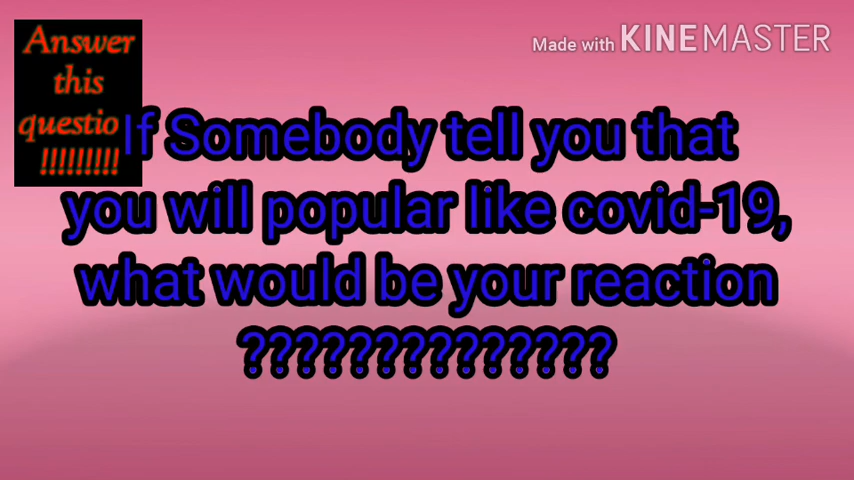 Answer
this
questio
!!!!!!!!!
Made with KINEMASTER
If Somebody tell you that
you will popular like covid-19,
what would be your reaction
??????????????